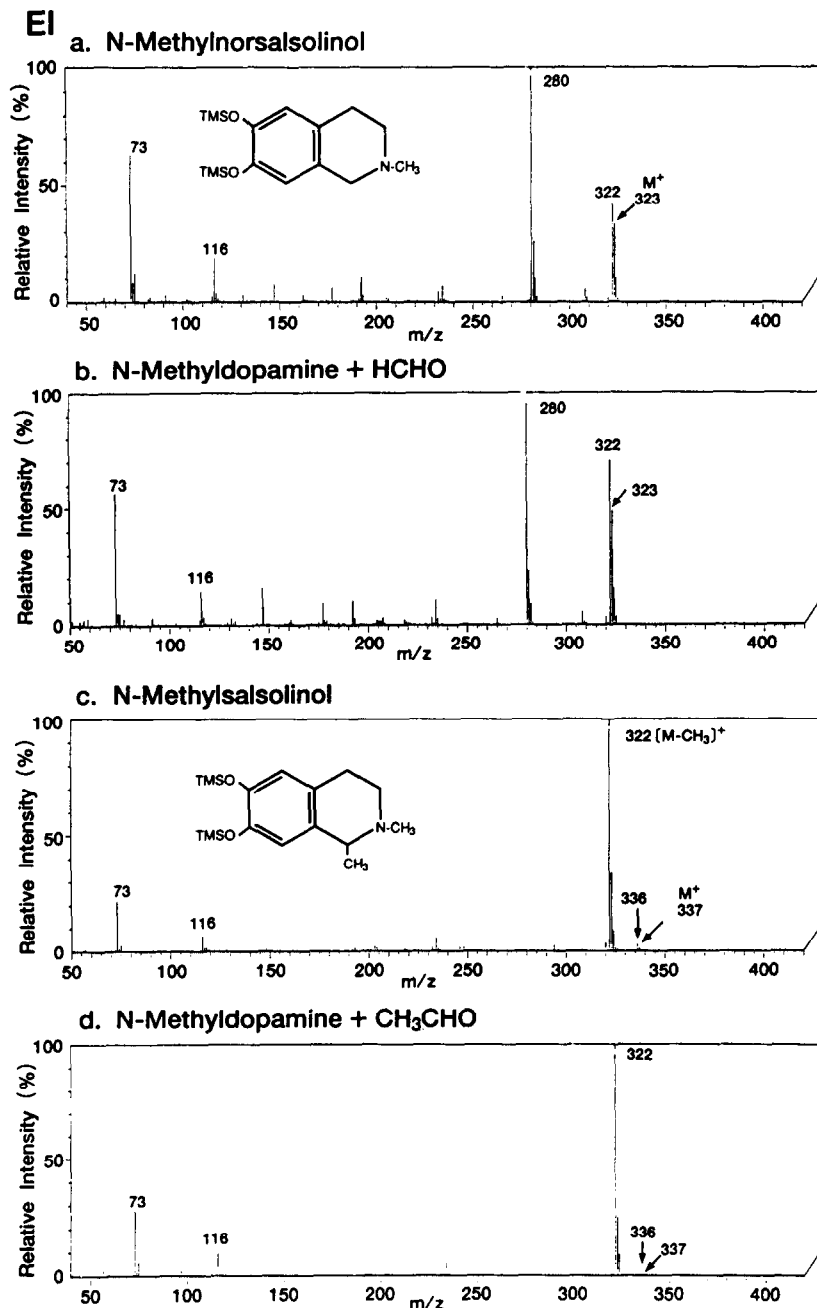 EI
a. N-Methylnorsalsolinol
Relative Intensity (%)
100
50
0
TMSO
TMSO
N-CH₃
73
116
280
M⁺
322
323
50 100 150 200 250 300 350 400
m/z
b. N-Methyldopamine + HCHO
Relative Intensity (%)
100
50
0
73
116
280
322
323
50 100 150 200 250 300 350 400
m/z
c. N-Methylsalsolinol
Relative Intensity (%)
100
50
0
TMSO
TMSO
N-CH₃
CH₃
73
116
322 [M-CH₃]⁺
336
M⁺
337
50 100 150 200 250 300 350 400
m/z
d. N-Methyldopamine + CH₃CHO
Relative Intensity (%)
100
50
0
73
116
322
336
337
50 100 150 200 250 300 350 400
m/z